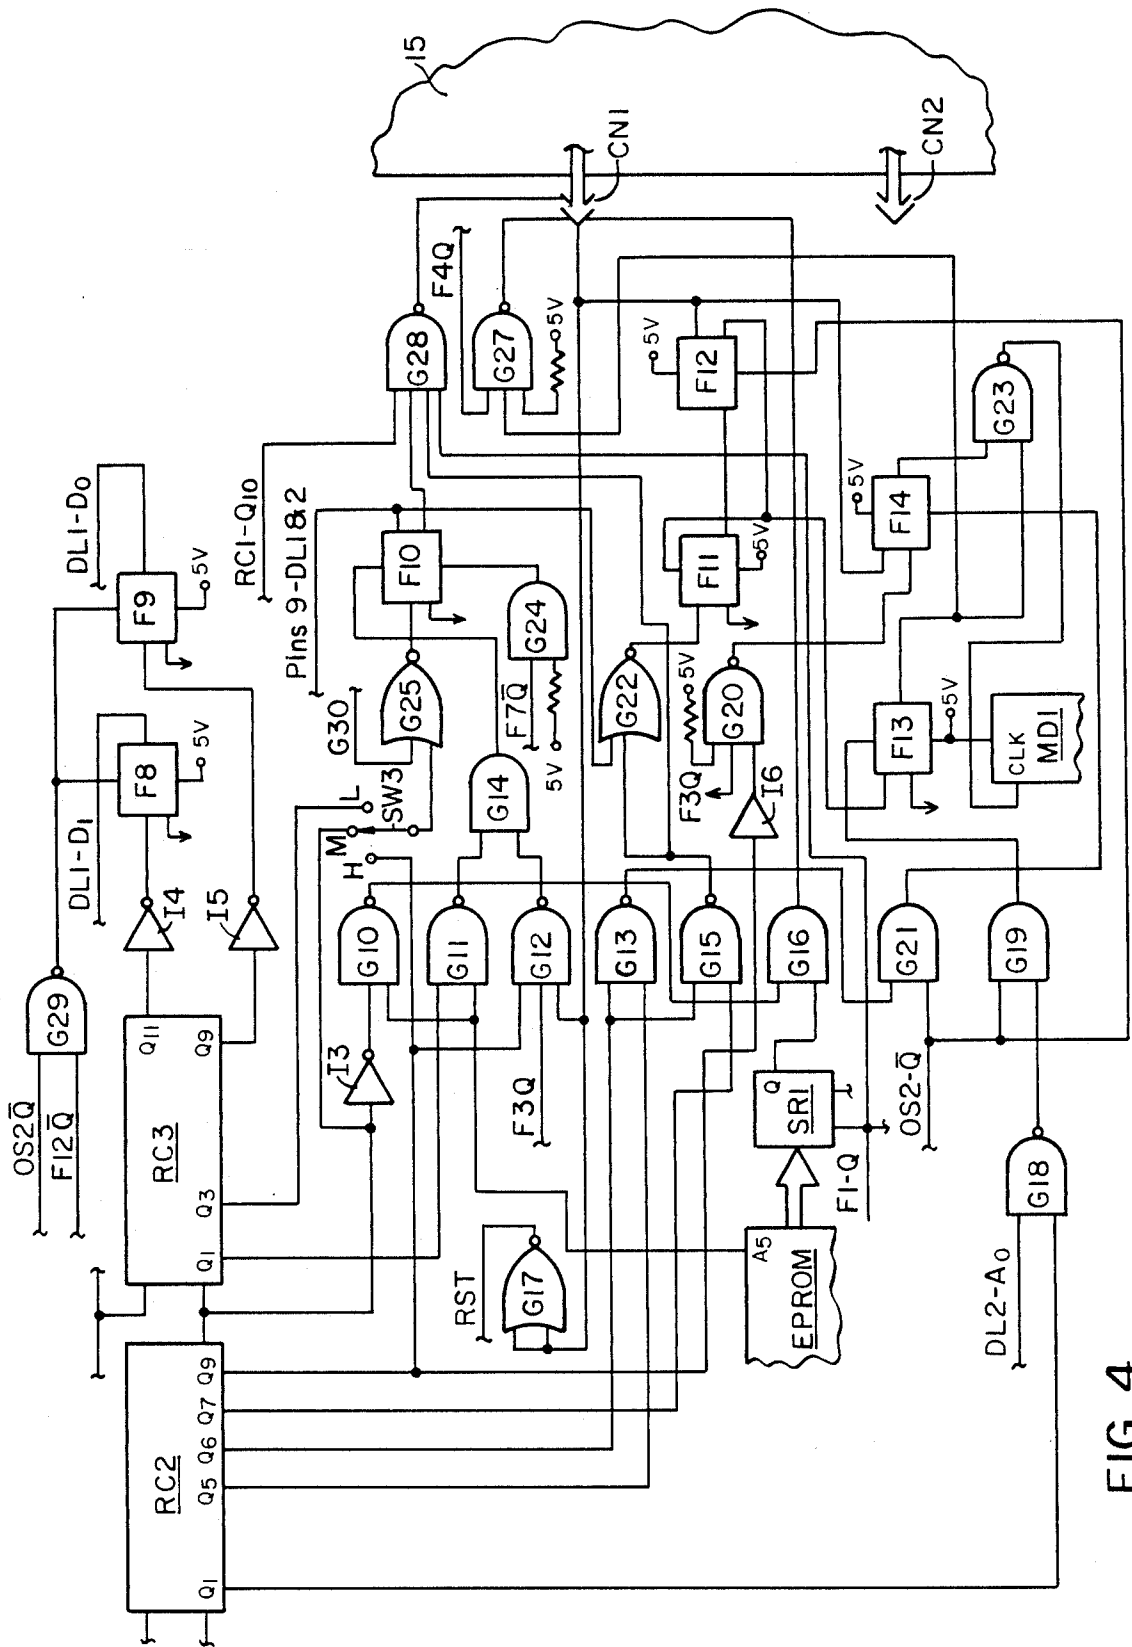 OS2Q̅
F12Q̅
G29
DL1-D1
DL1-D0
I4
F8
5V
F9
5V
I5
RC3
Q11
Q9
Q3
Q1
RC2
Q9
Q7
Q6
Q5
Q1
RC1-Q10
Pins 9-DL1&2
G30
L
M
H
SW3
G25
F10
G28
F4Q
G27
5V
15
CN1
CN2
I3
G10
G11
G12
G14
F7Q̅
5V
G24
F3Q
RST
G17
G13
G15
G16
G22
F11
5V
F12
5V
F3Q
5V
G20
I6
EPROM
A5
SR1
Q
F1-Q
OS2-Q̅
G21
G19
F13
5V
CLK
MD1
F14
5V
G23
DL2-A0
G18
FIG. 4